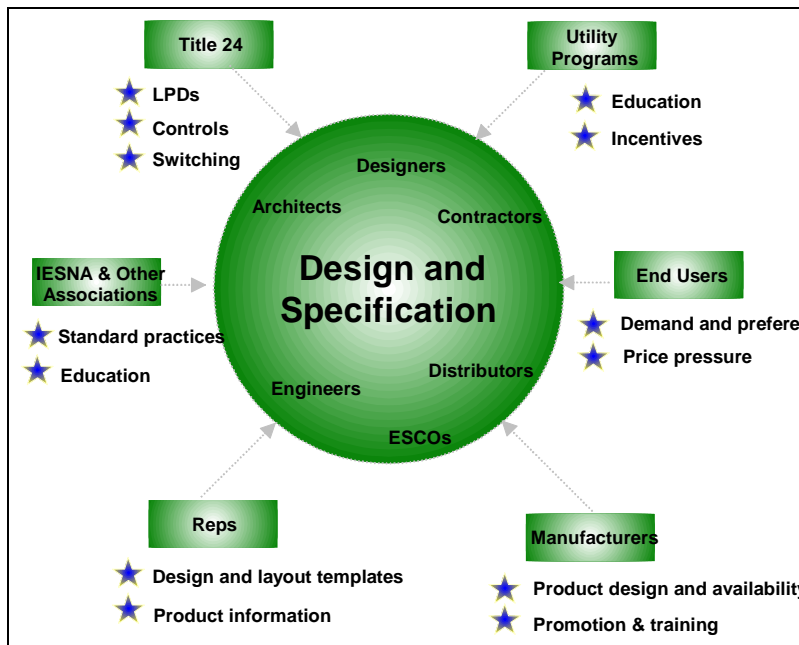 Title 24
LPDs
Controls
Switching
Utility
Programs
Education
Incentives
Designers
Architects
Contractors
Design and
Specification
IESNA & Other
Associations
Standard practices
Education
End Users
Demand and prefere
Price pressure
Engineers
Distributors
ESCOs
Reps
Design and layout templates
Product information
Manufacturers
Product design and availability
Promotion & training